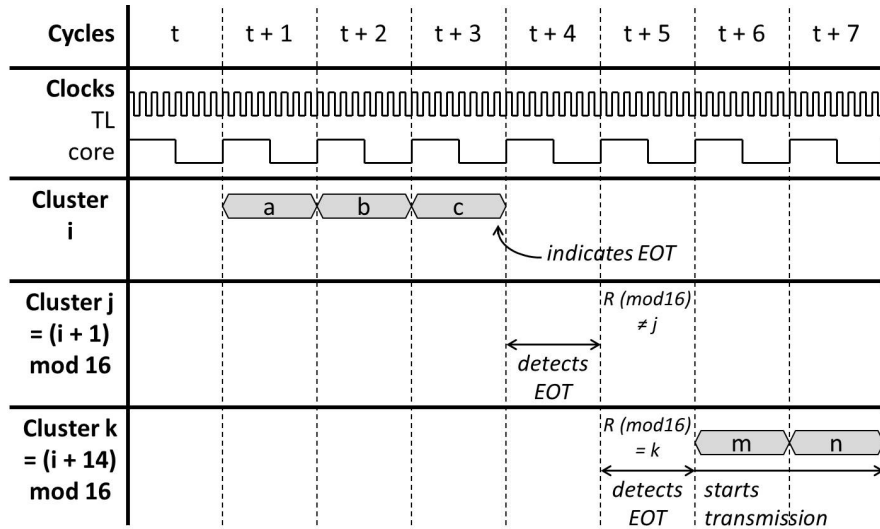 Cycles t t + 1 t + 2 t + 3 t + 4 t + 5 t + 6 t + 7
Clocks
TL
core
Cluster
i
a b c
indicates EOT
Cluster j
= (i + 1)
mod 16
detects
EOT
R (mod16)
≠ j
Cluster k
= (i + 14)
mod 16
R (mod16)
= k
m n
detects
EOT
starts
transmission